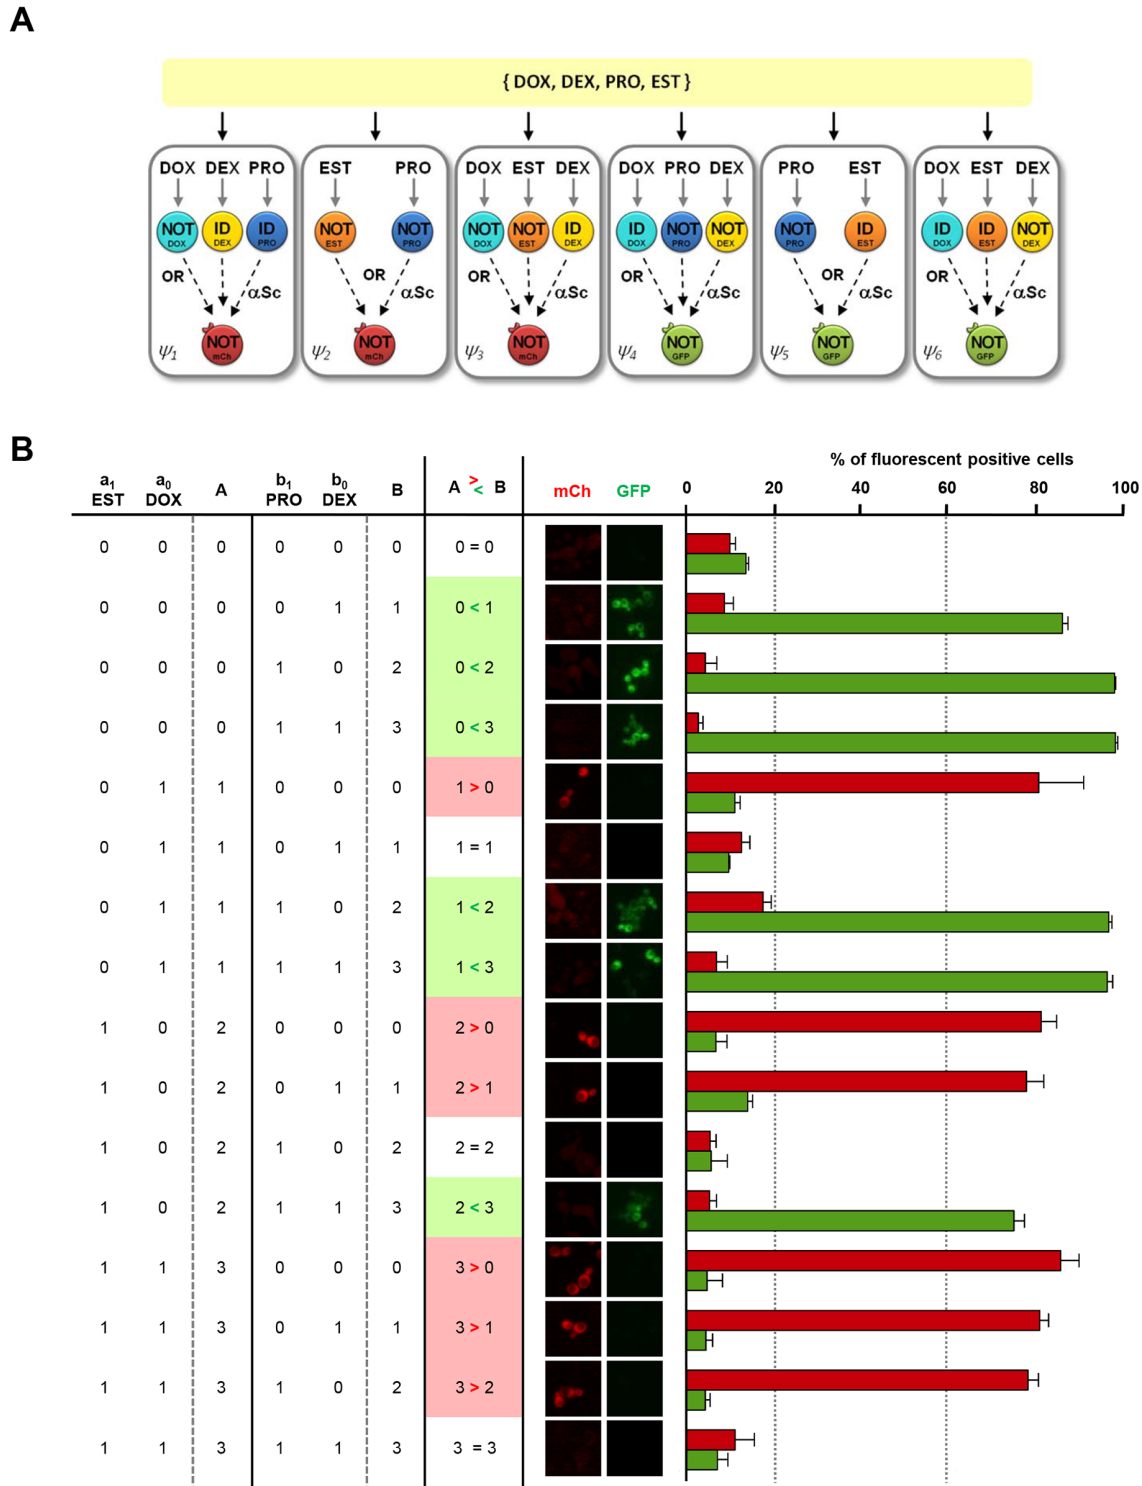 A
{ DOX, DEX, PRO, EST }
DOX DEX PRO
NOT DOX ID DEX ID PRO
OR αSc
NOT mCh
ψ1
EST PRO
NOT EST NOT PRO
OR αSc
NOT mCh
ψ2
DOX EST DEX
NOT DOX NOT EST ID DEX
OR αSc
NOT mCh
ψ3
DOX PRO DEX
ID DOX NOT PRO NOT DEX
OR αSc
NOT GFP
ψ4
PRO EST
NOT PRO ID EST
OR αSc
NOT GFP
ψ5
DOX EST DEX
ID DOX ID EST NOT DEX
OR αSc
NOT GFP
ψ6
B
% of fluorescent positive cells
a1 EST a0 DOX A b1 PRO b0 DEX B A > < B mCh GFP 0 20 40 60 80 100
0 0 0 0 0 0 0 = 0
0 0 0 0 1 1 0 < 1
0 0 0 1 0 2 0 < 2
0 0 0 1 1 3 0 < 3
0 1 1 0 0 0 1 > 0
0 1 1 0 1 1 1 = 1
0 1 1 1 0 2 1 < 2
0 1 1 1 1 3 1 < 3
1 0 2 0 0 0 2 > 0
1 0 2 0 1 1 2 > 1
1 0 2 1 0 2 2 = 2
1 0 2 1 1 3 2 < 3
1 1 3 0 0 0 3 > 0
1 1 3 0 1 1 3 > 1
1 1 3 1 0 2 3 > 2
1 1 3 1 1 3 3 = 3